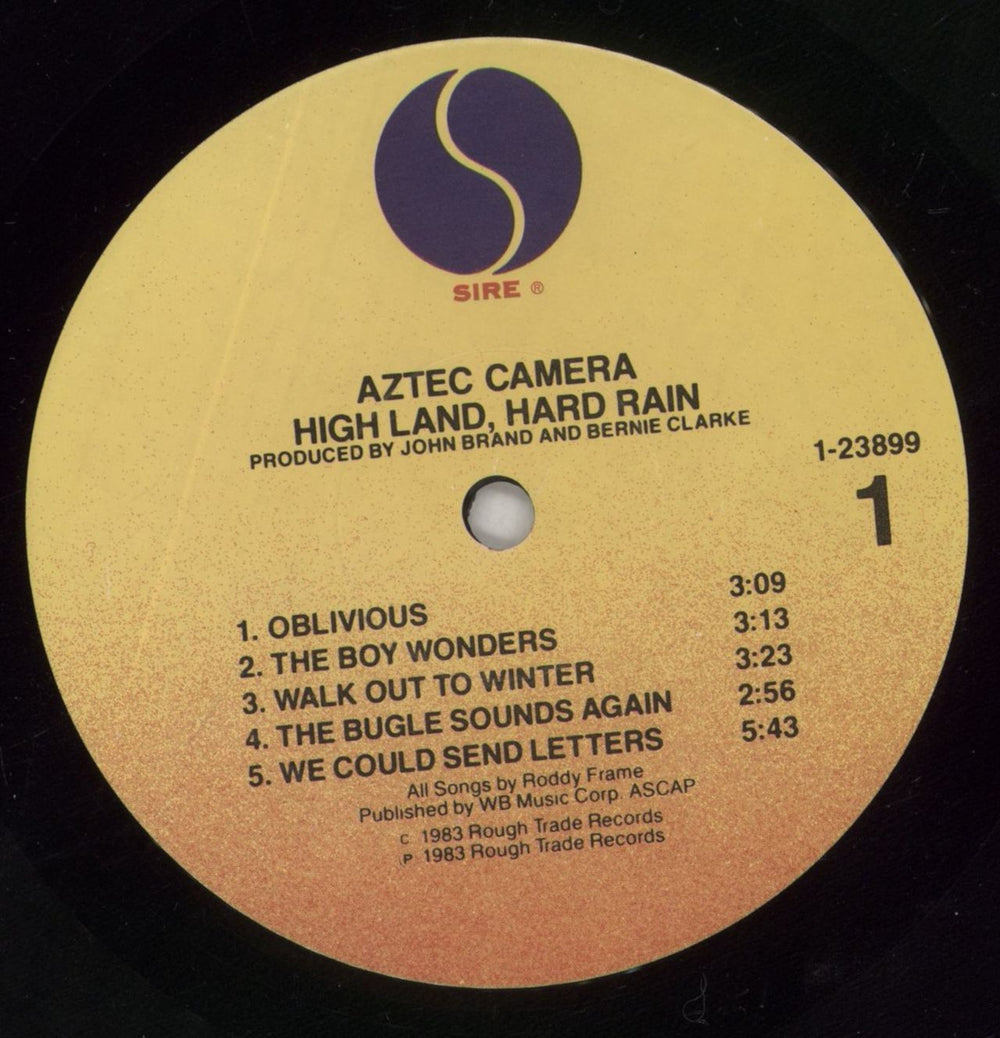 SIRE ®
AZTEC CAMERA
HIGH LAND, HARD RAIN
PRODUCED BY JOHN BRAND AND BERNIE CLARKE
1-23899
1
1. OBLIVIOUS 3:09
2. THE BOY WONDERS 3:13
3. WALK OUT TO WINTER 3:23
4. THE BUGLE SOUNDS AGAIN 2:56
5. WE COULD SEND LETTERS 5:43
All Songs by Roddy Frame
Published by WB Music Corp. ASCAP
C 1983 Rough Trade Records
P 1983 Rough Trade Records